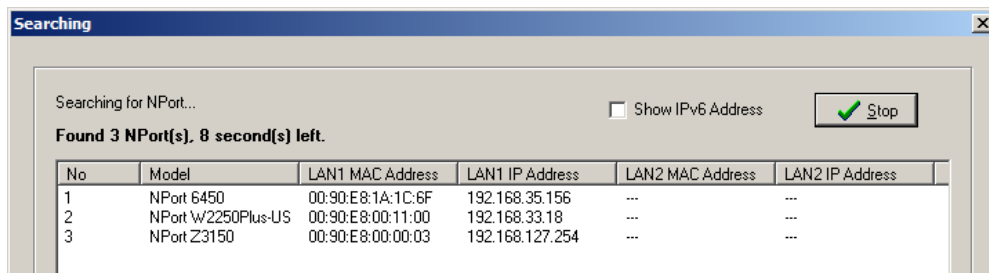 Searching
Searching for NPort...
Show IPv6 Address
Stop
Found 3 NPort(s), 8 second(s) left.
No Model LAN1 MAC Address LAN1 IP Address LAN2 MAC Address LAN2 IP Address
1 NPort 6450 00:90:E8:1A:1C:6F 192.168.35.156 --- ---
2 NPort W2250Plus-US 00:90:E8:00:11:00 192.168.33.18 --- ---
3 NPort Z3150 00:90:E8:00:00:03 192.168.127.254 --- ---